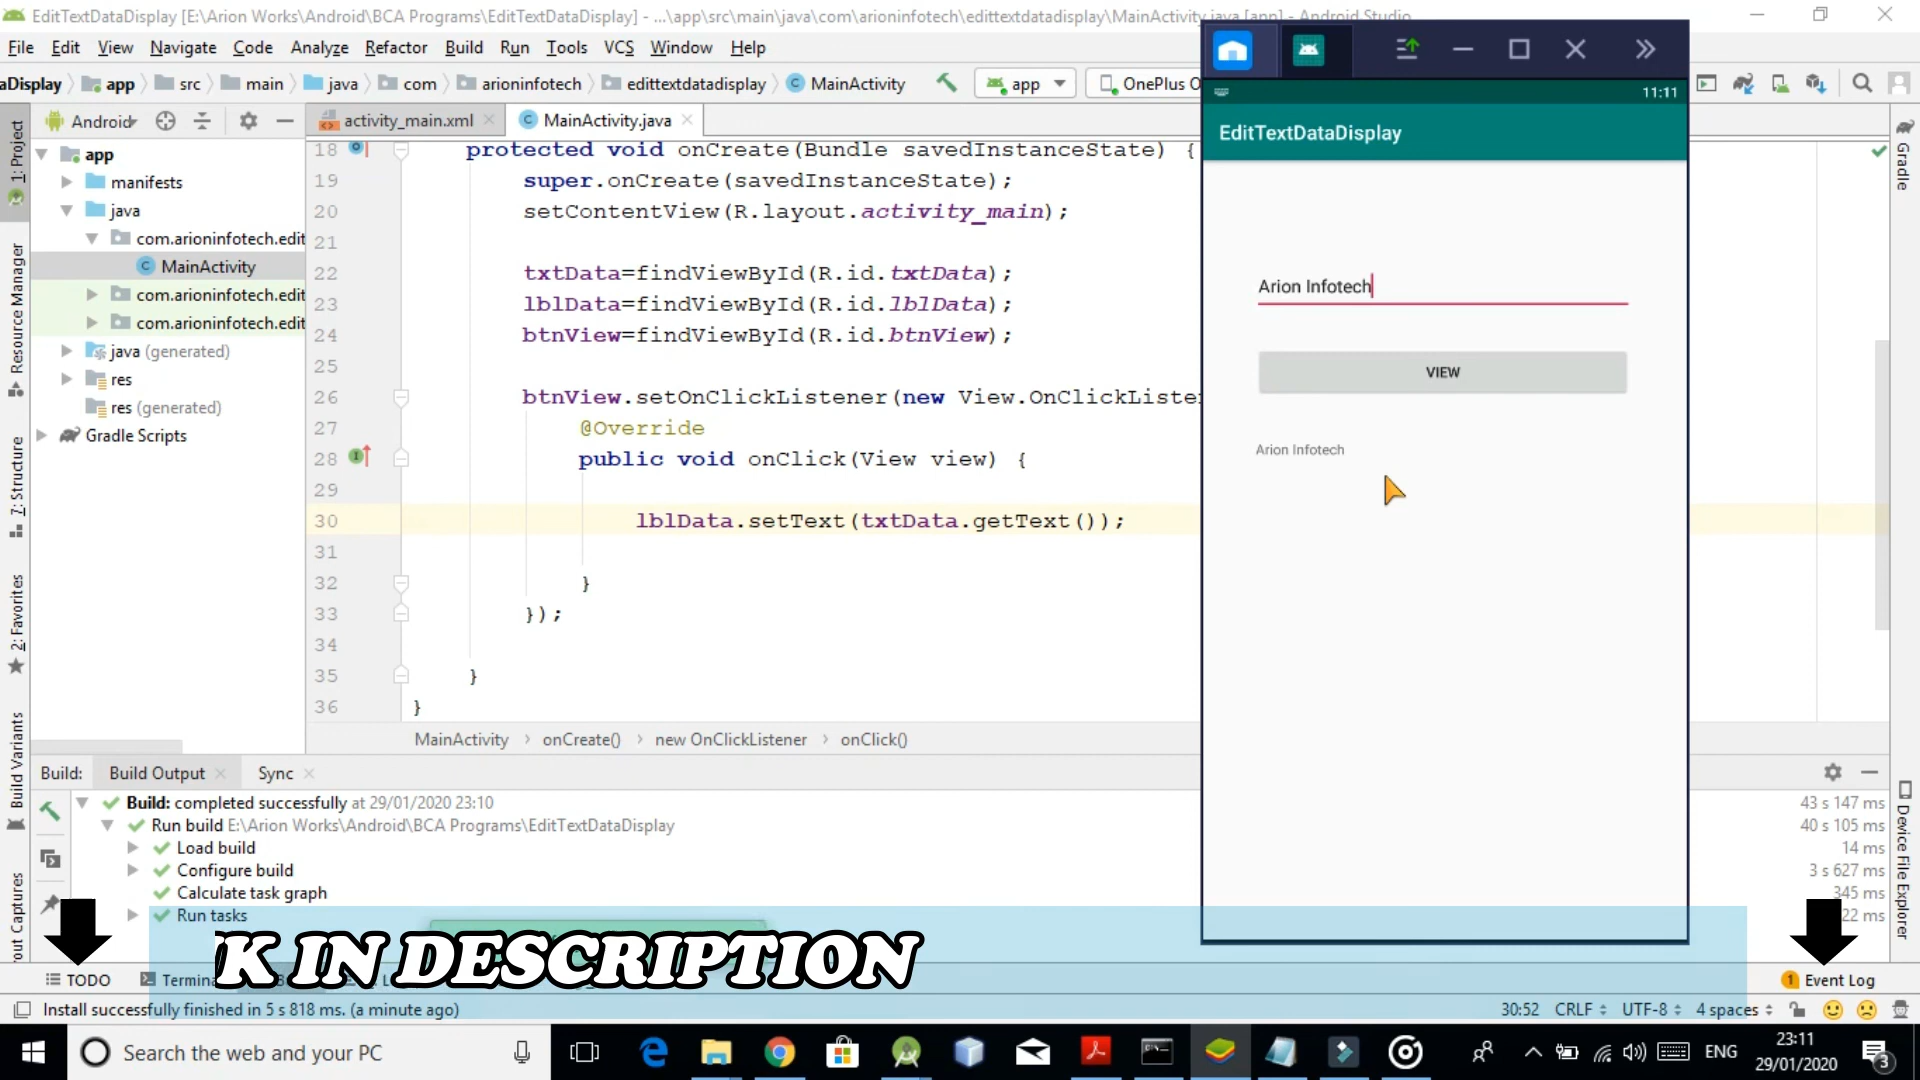 EditTextDataDisplay [E:\Arion Works\Android\BCA Programs\EditTextDataDisplay] - ...\app\src\main\java\com\arioninfotech\edittextdatadisplay\MainActivity.java [app] - Android Studio
File Edit View Navigate Code Analyze Refactor Build Run Tools VCS Window Help
aDisplay app src main java com arioninfotech edittextdatadisplay MainActivity app OnePlus O
Android activity_main.xml MainActivity.java
1: Project
Resource Manager
7: Structure
2: Favorites
Build Variants
out Captures
app
manifests
java
com.arioninfotech.edit
MainActivity
com.arioninfotech.edit
com.arioninfotech.edit
java (generated)
res
res (generated)
Gradle Scripts
18 protected void onCreate(Bundle savedInstanceState) {
19 super.onCreate(savedInstanceState);
20 setContentView(R.layout.activity_main);
21
22 txtData=findViewById(R.id.txtData);
23 lblData=findViewById(R.id.lblData);
24 btnView=findViewById(R.id.btnView);
25
26 btnView.setOnClickListener(new View.OnClickListe
27 @Override
28 public void onClick(View view) {
29
30 lblData.setText(txtData.getText());
31
32 }
33 });
34
35 }
36 }
MainActivity onCreate() new OnClickListener onClick()
11:11
EditTextDataDisplay
Arion Infotech
VIEW
Arion Infotech
Gradle
Device File Explorer
Build: Build Output Sync
Build: completed successfully at 29/01/2020 23:10 43 s 147 ms
Run build E:\Arion Works\Android\BCA Programs\EditTextDataDisplay 40 s 105 ms
Load build 14 ms
Configure build 3 s 627 ms
Calculate task graph 345 ms
Run tasks 22 ms
K IN DESCRIPTION
TODO Termina Event Log
Install successfully finished in 5 s 818 ms. (a minute ago) 30:52 CRLF UTF-8 4 spaces
Search the web and your PC ENG 23:11
29/01/2020 3